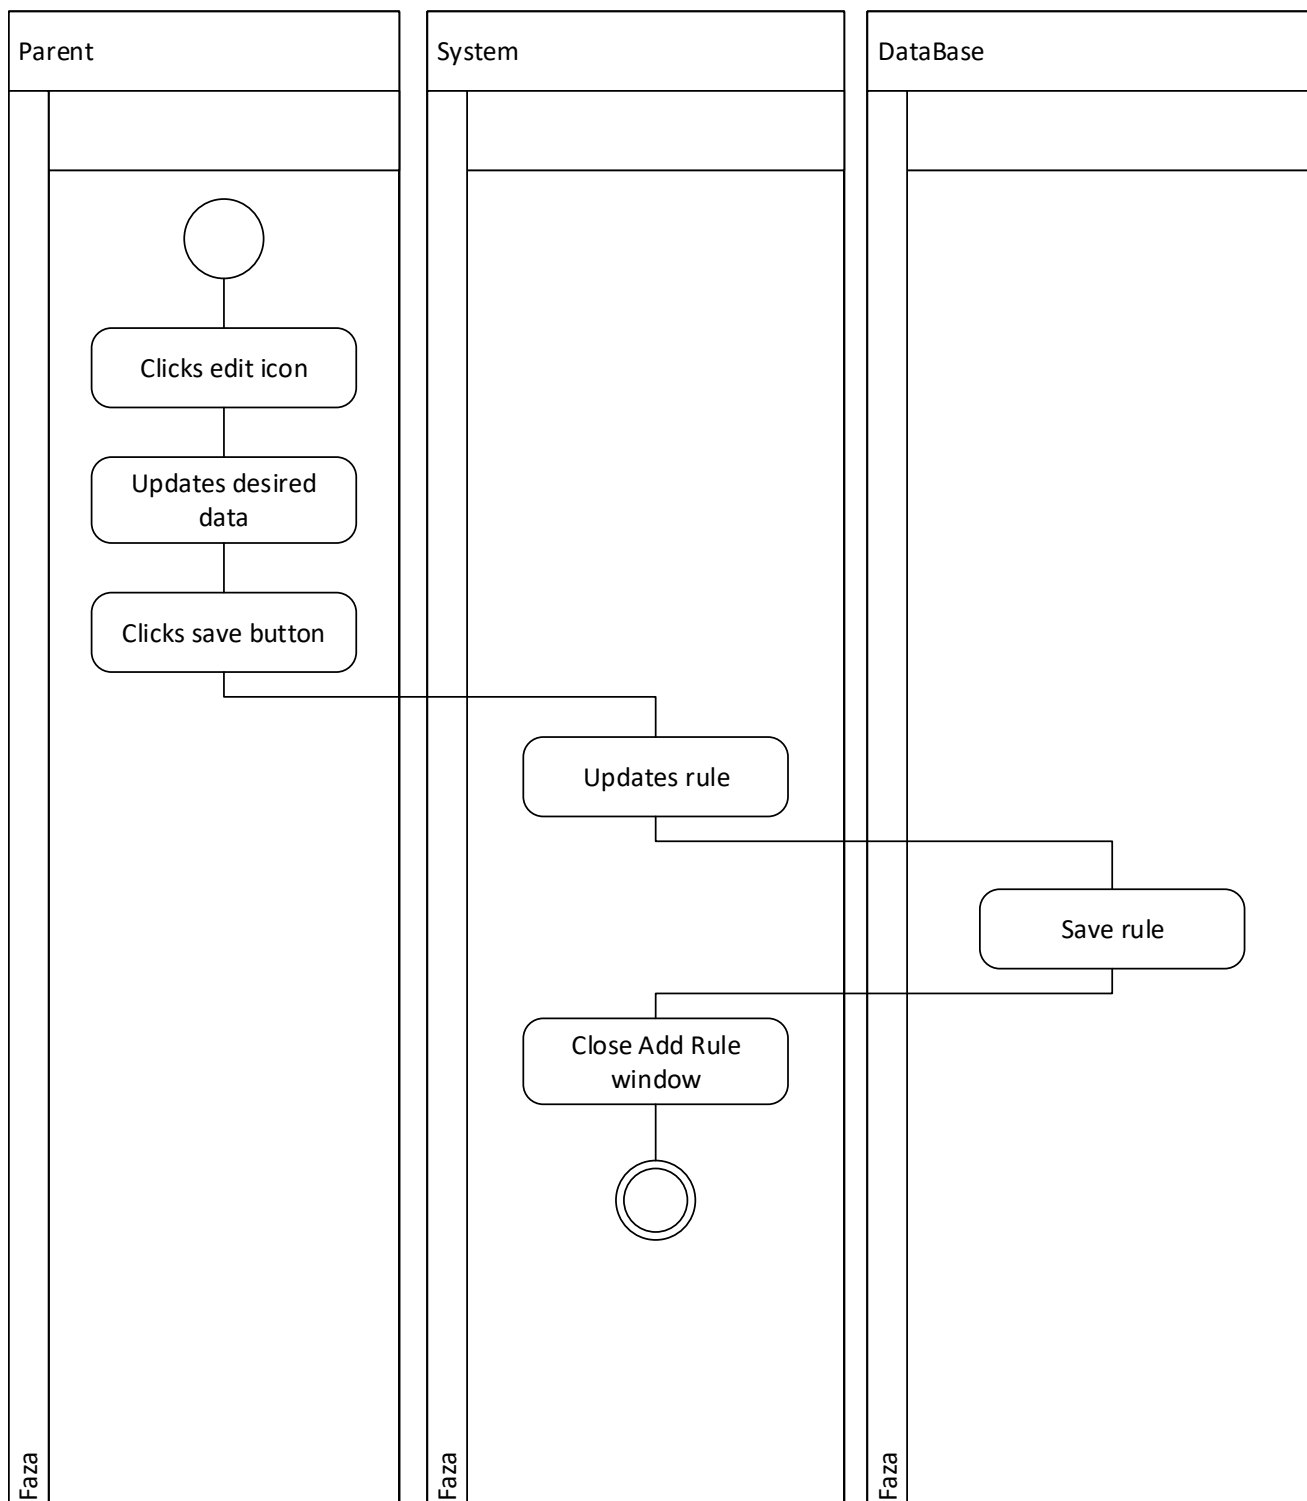 Parent
System
DataBase
Clicks edit icon
Updates desired
data
Clicks save button
Updates rule
Save rule
Close Add Rule
window
Faza
Faza
Faza